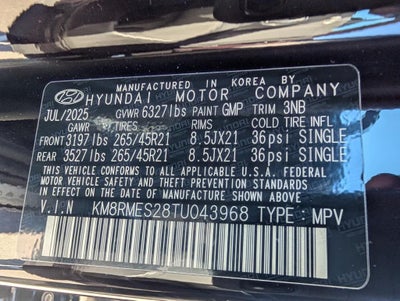 MANUFACTURED IN KOREA BY
HYUNDAI MOTOR COMPANY
JUL/2025 GVWR 6327lbs PAINT GMP TRIM 3NB
GAWR TIRES RIMS COLD TIRE INFL
FRONT 3197lbs 265/45R21 8.5JX21 36psi SINGLE
REAR 3527lbs 265/45R21 8.5JX21 36psi SINGLE
THIS VEHICLE CONFORMS TO ALL APPLICABLE U.S.A. FEDERAL
MOTOR VEHICLE SAFETY AND THEFT PREVENTION STANDARDS
IN EFFECT ON THE DATE OF MANUFACTURE SHOWN ABOVE.
V.I.N KM8RMES28TU043968 TYPE : MPV